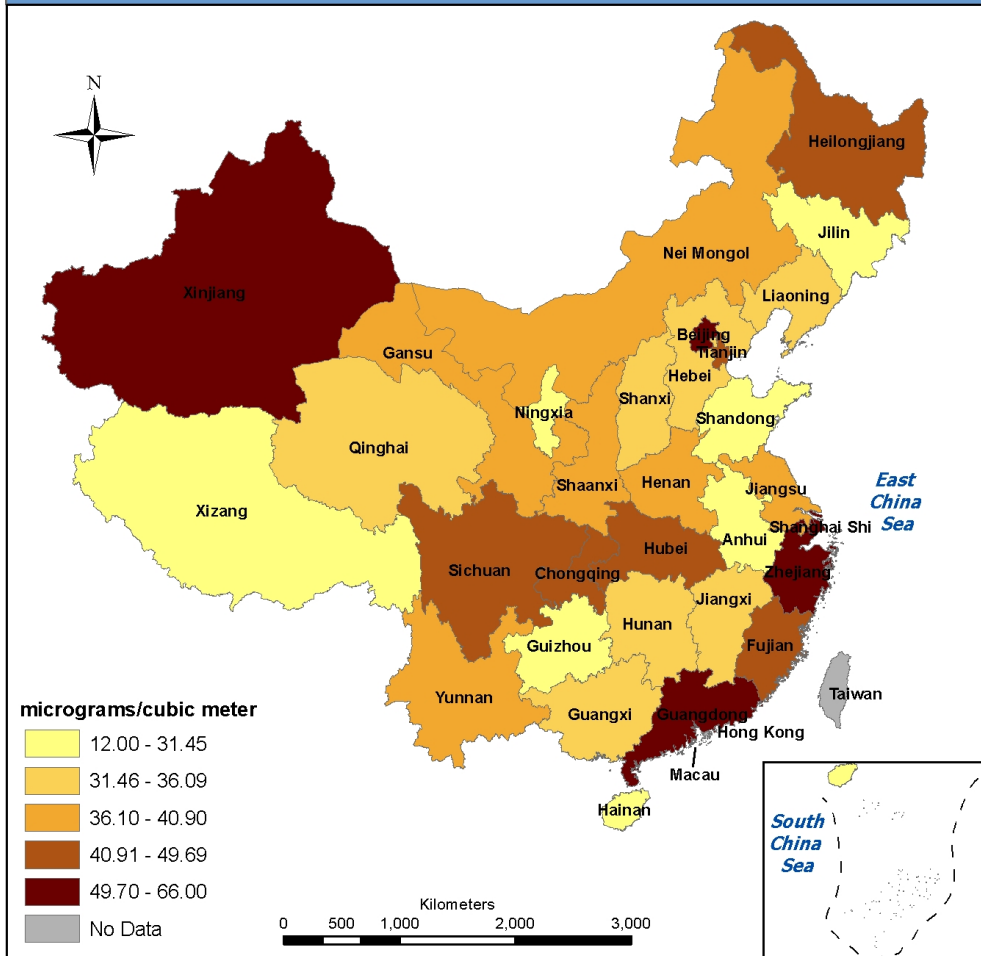 N
Heilongjiang
Jilin
Nei Mongol
Xinjiang
Liaoning
Beijing
Tianjin
Gansu
Hebei
Shanxi
Ningxia
Shandong
Qinghai
Shaanxi
Henan
Jiangsu
East
China
Sea
Xizang
Shanghai Shi
Anhui
Hubei
Sichuan
Chongqing
Zhejiang
Jiangxi
Hunan
Guizhou
Fujian
Yunnan
Taiwan
Guangxi
Guangdong
Hong Kong
Macau
Hainan
micrograms/cubic meter
12.00 - 31.45
31.46 - 36.09
36.10 - 40.90
40.91 - 49.69
49.70 - 66.00
No Data
Kilometers
0 500 1,000 2,000 3,000
South
China
Sea